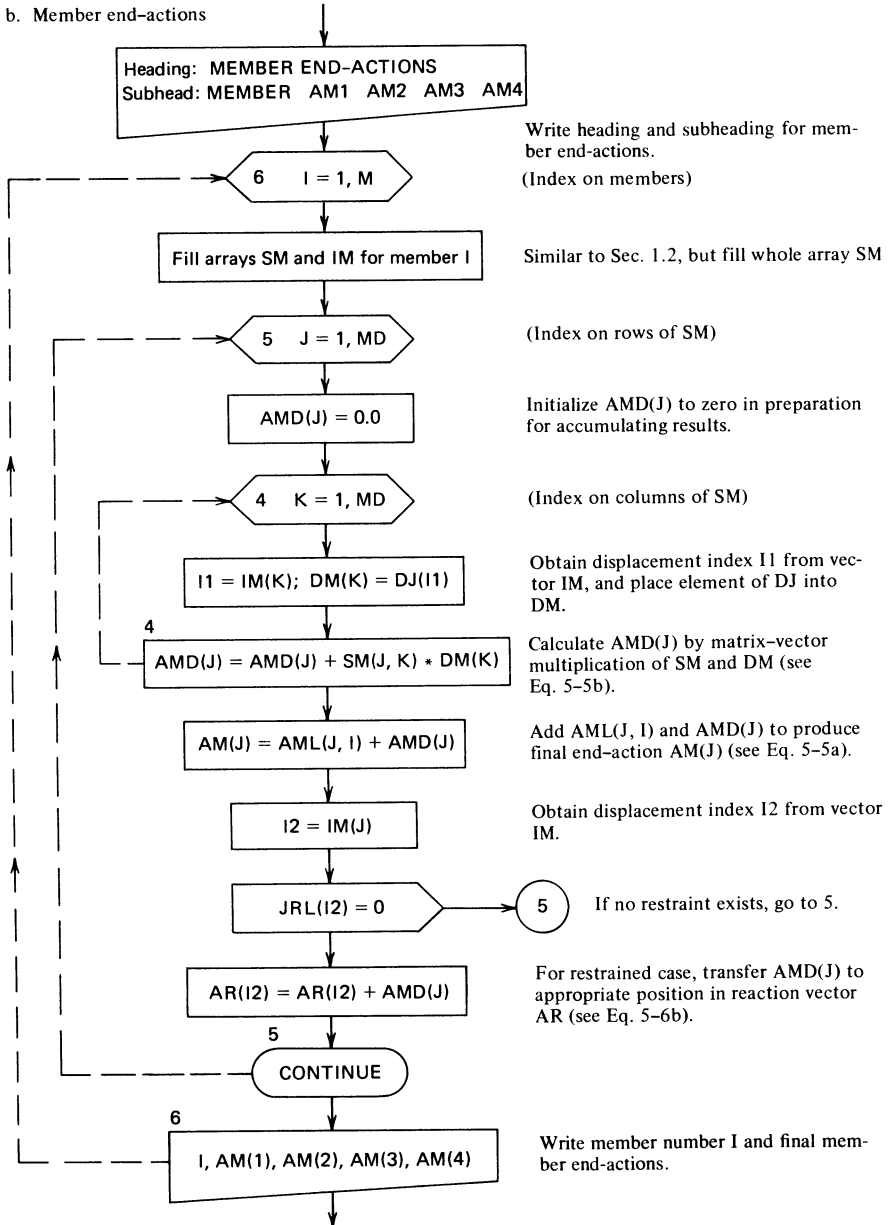 b. Member end–actions
Heading: MEMBER END–ACTIONS
Subhead: MEMBER AM1 AM2 AM3 AM4
Write heading and subheading for mem-
ber end-actions.
6 I = 1, M
(Index on members)
Fill arrays SM and IM for member I
Similar to Sec. 1.2, but fill whole array SM
5 J = 1, MD
(Index on rows of SM)
AMD(J) = 0.0
Initialize AMD(J) to zero in preparation
for accumulating results.
4 K = 1, MD
(Index on columns of SM)
I1 = IM(K); DM(K) = DJ(I1)
Obtain displacement index I1 from vec-
tor IM, and place element of DJ into
DM.
4
AMD(J) = AMD(J) + SM(J, K) * DM(K)
Calculate AMD(J) by matrix–vector
multiplication of SM and DM (see
Eq. 5–5b).
AM(J) = AML(J, I) + AMD(J)
Add AML(J, I) and AMD(J) to produce
final end–action AM(J) (see Eq. 5–5a).
I2 = IM(J)
Obtain displacement index I2 from vector
IM.
JRL(I2) = 0
5
If no restraint exists, go to 5.
AR(I2) = AR(I2) + AMD(J)
For restrained case, transfer AMD(J) to
appropriate position in reaction vector
AR (see Eq. 5–6b).
5
CONTINUE
6
I, AM(1), AM(2), AM(3), AM(4)
Write member number I and final mem-
ber end-actions.